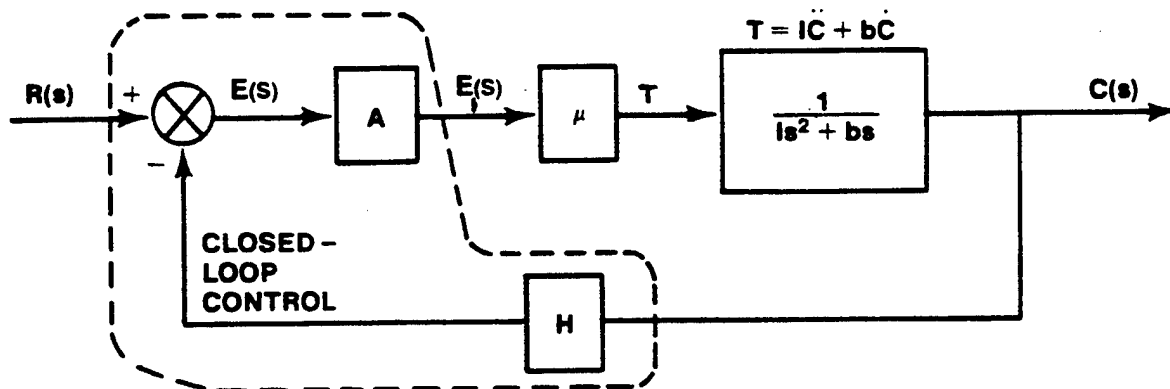 T = IC̈ + bĊ
R(s)
+
E(S)
A
E(S)
μ
T
1
Is² + bs
C(s)
−
CLOSED –
LOOP
CONTROL
H